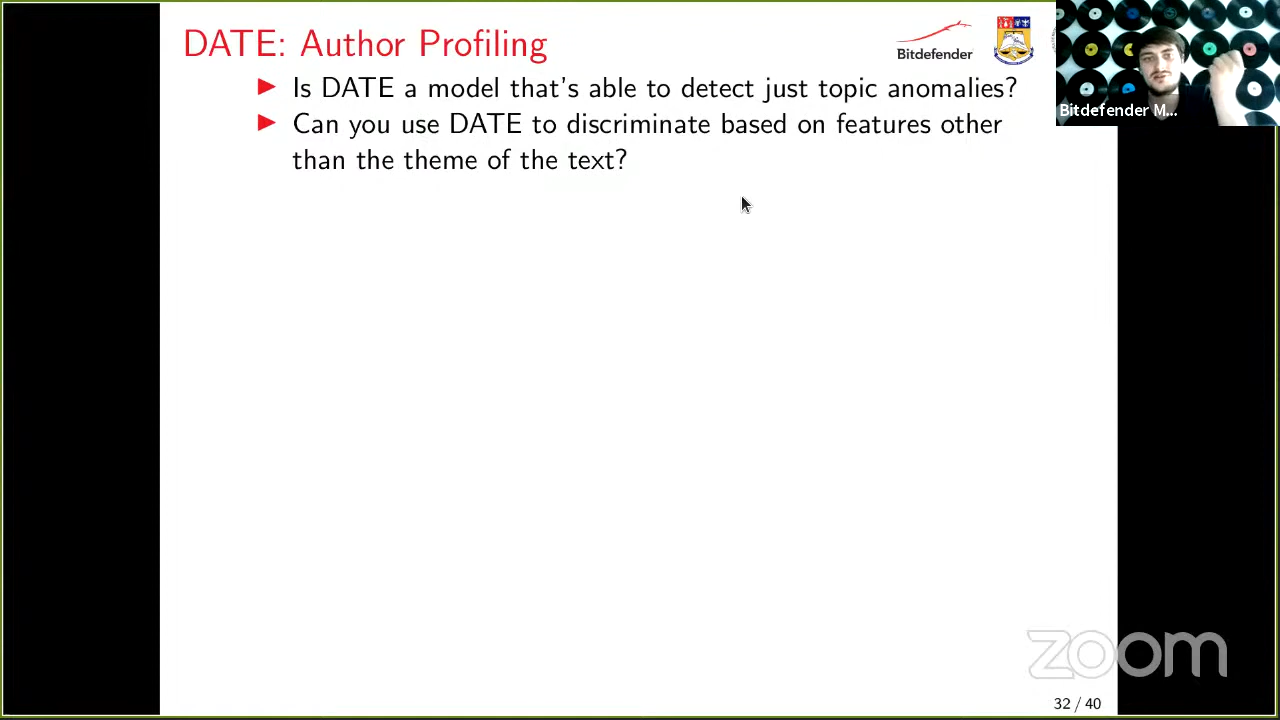 DATE: Author Profiling
Bitdefender
Bitdefender M...
▶ Is DATE a model that's able to detect just topic anomalies?
▶ Can you use DATE to discriminate based on features other
than the theme of the text?
zoom
32 / 40